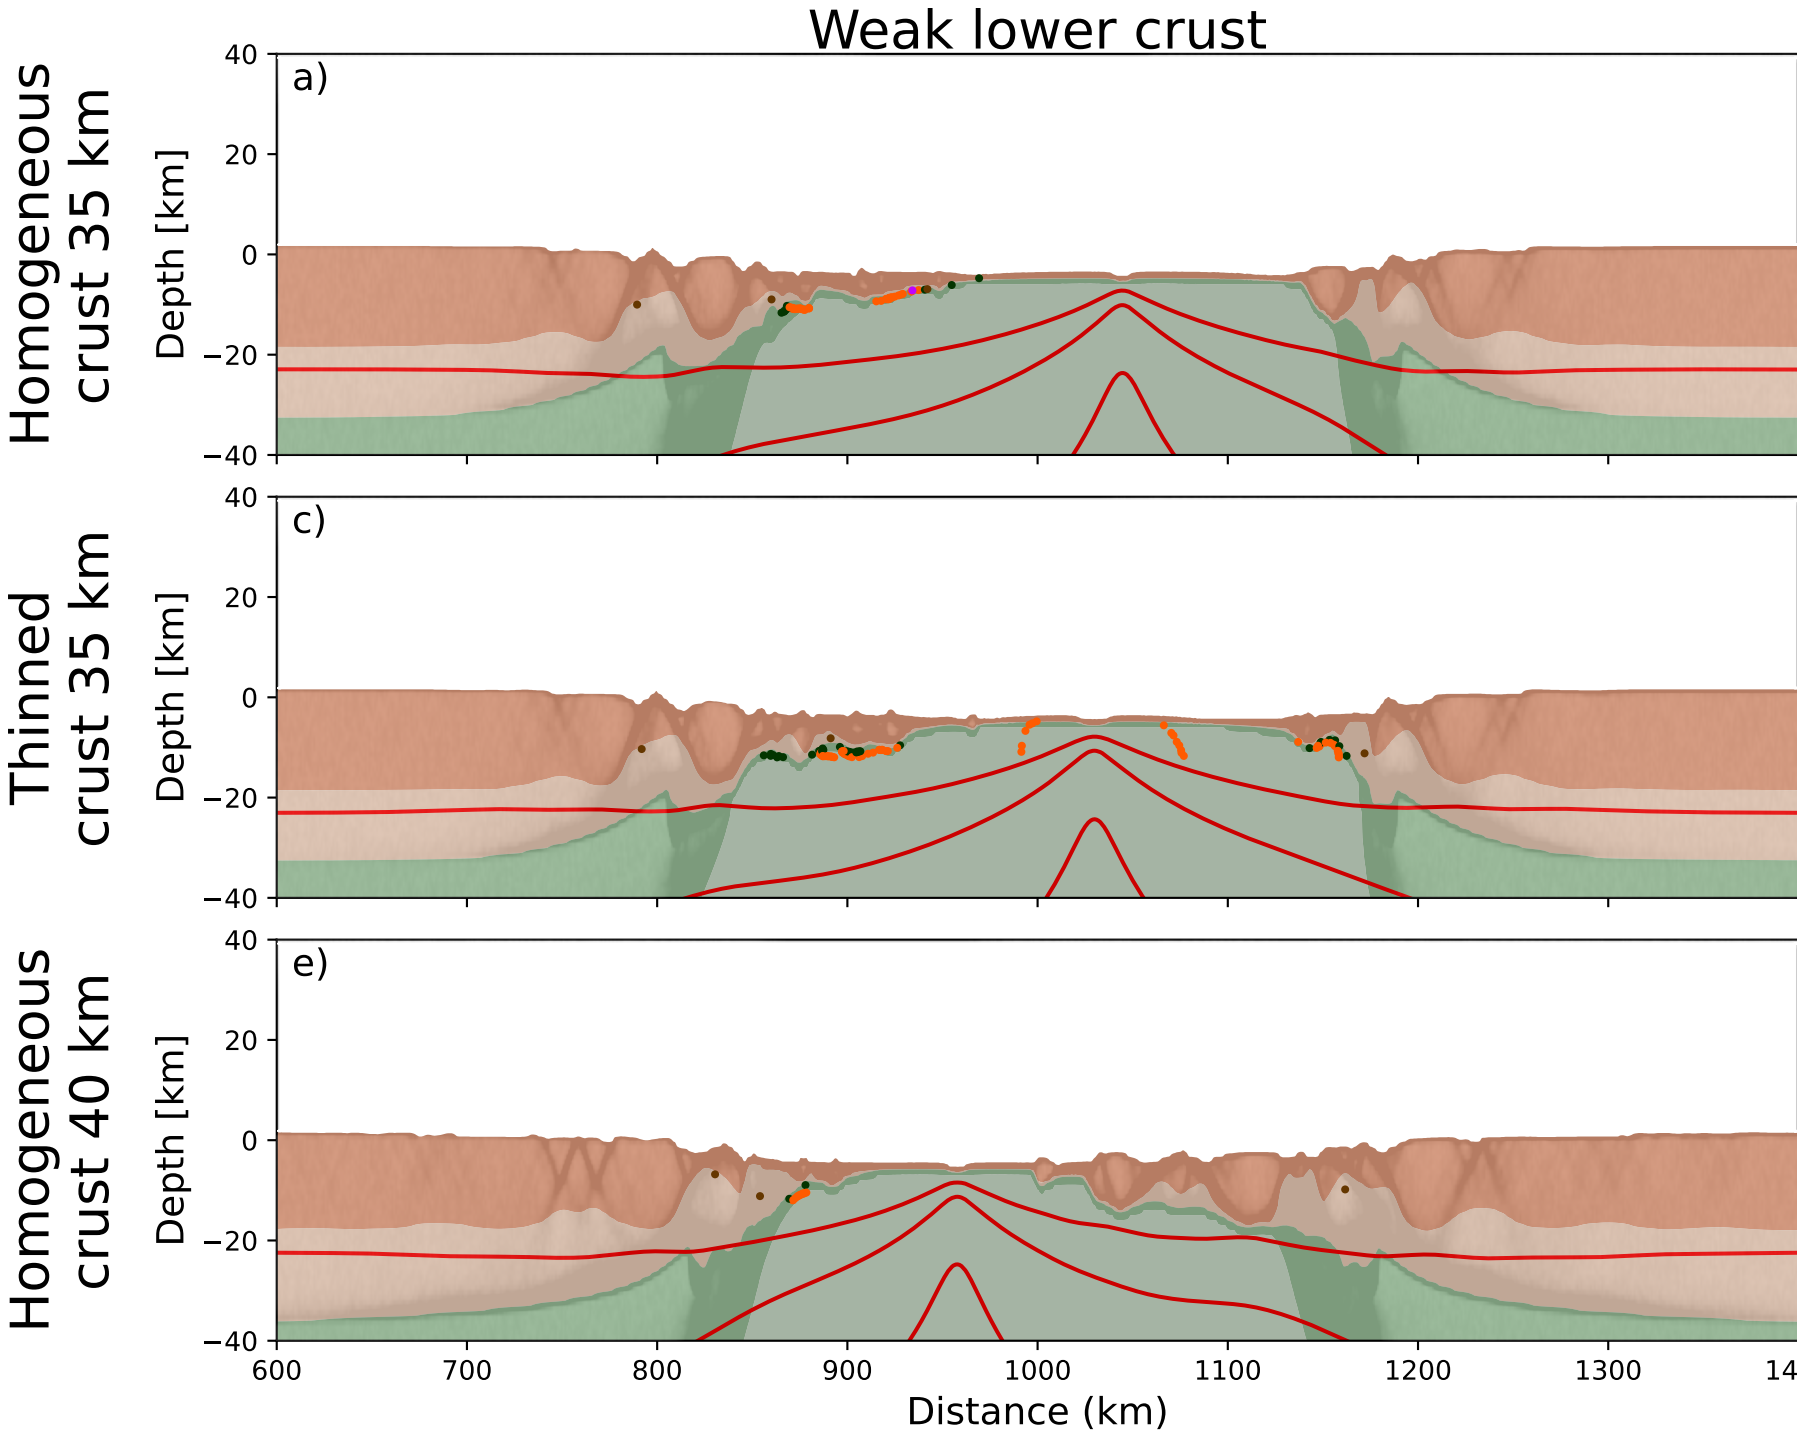 Weak lower crust
Homogeneous
crust 35 km
Depth [km]
a)
40
20
0
−20
−40
Thinned
crust 35 km
Depth [km]
c)
40
20
0
−20
−40
Homogeneous
crust 40 km
Depth [km]
e)
40
20
0
−20
−40
600 700 800 900 1000 1100 1200 1300 14
Distance (km)